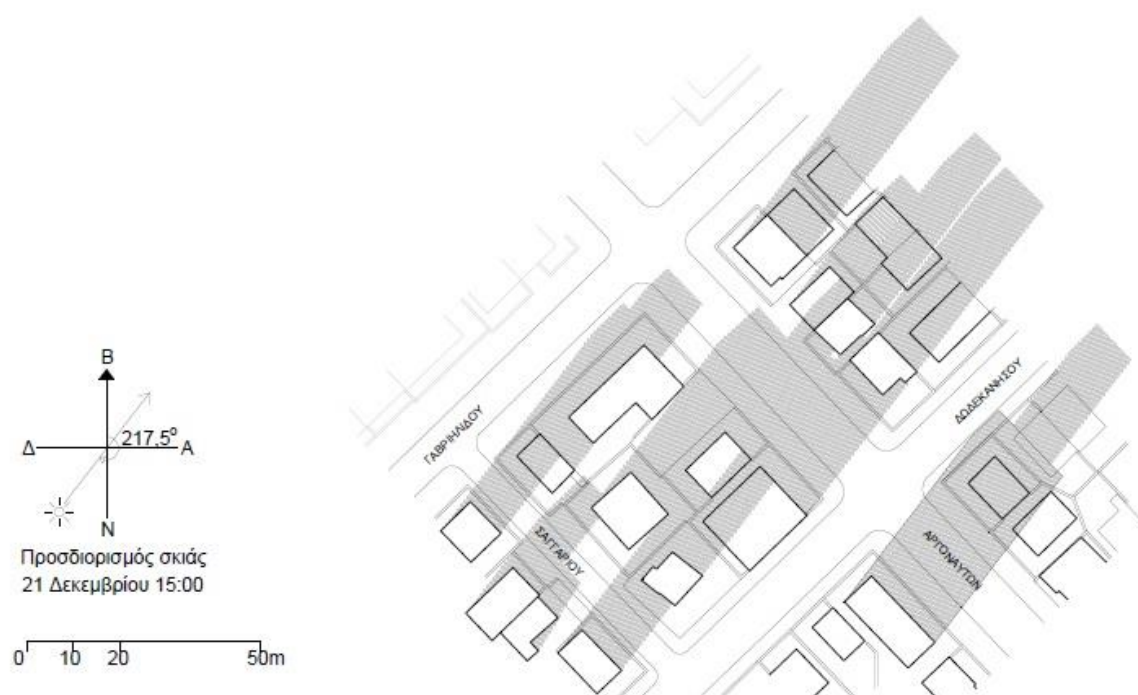 Β
217,5°
Δ
Α
Ν
Προσδιορισμός σκιάς
21 Δεκεμβρίου 15:00
0 10 20 50m
ΓΑΒΡΙΗΛΙΔΟΥ
ΣΑΓΓΑΡΙΟΥ
ΔΩΔΕΚΑΝΗΣΟΥ
ΑΡΓΟΝΑΥΤΩΝ